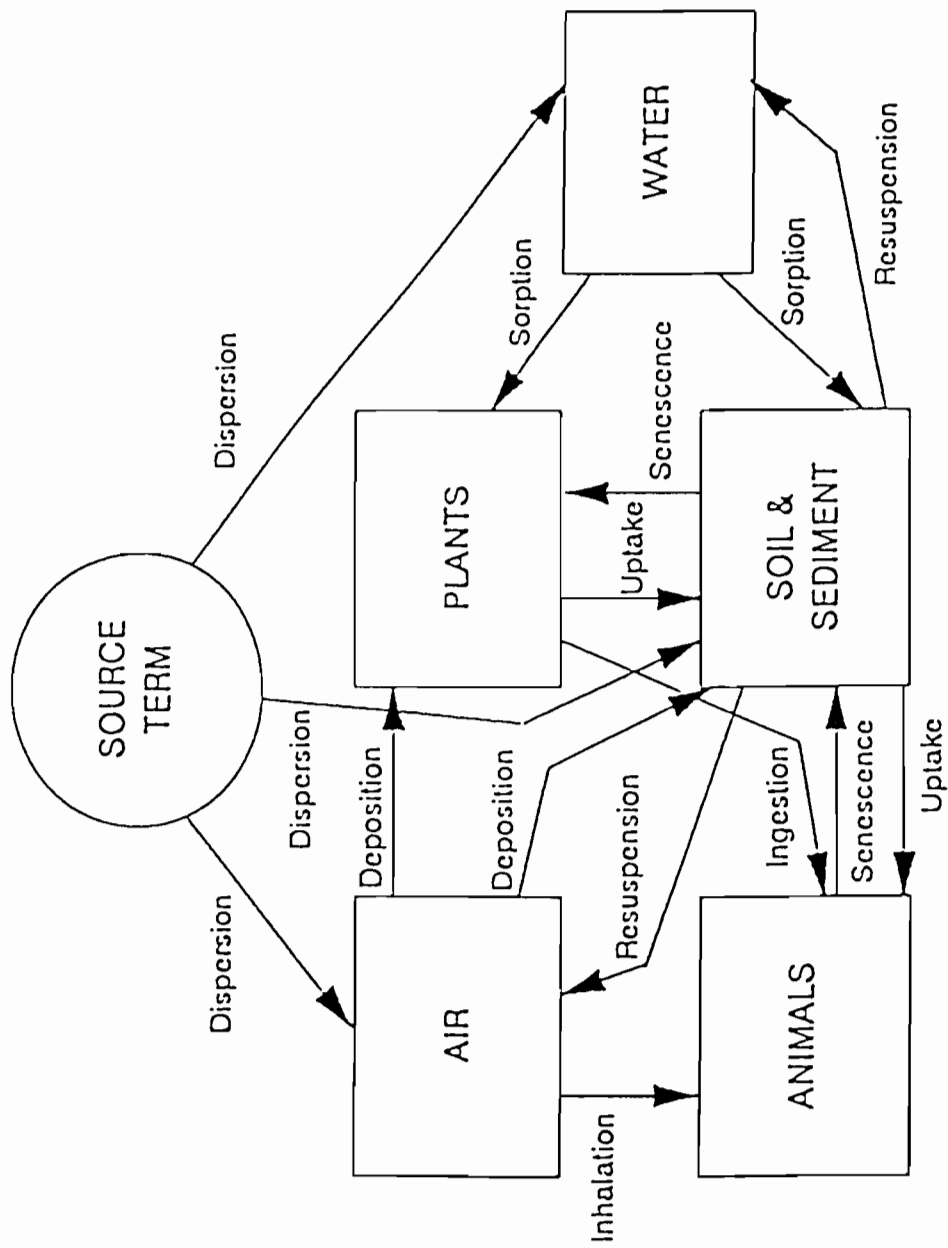 SOURCE
TERM
Dispersion
Dispersion
Dispersion
AIR
Deposition
PLANTS
Sorption
WATER
Deposition
Resuspension
Uptake
Senescence
Sorption
Inhalation
Ingestion
ANIMALS
Senescence
SOIL &
SEDIMENT
Resuspension
Uptake